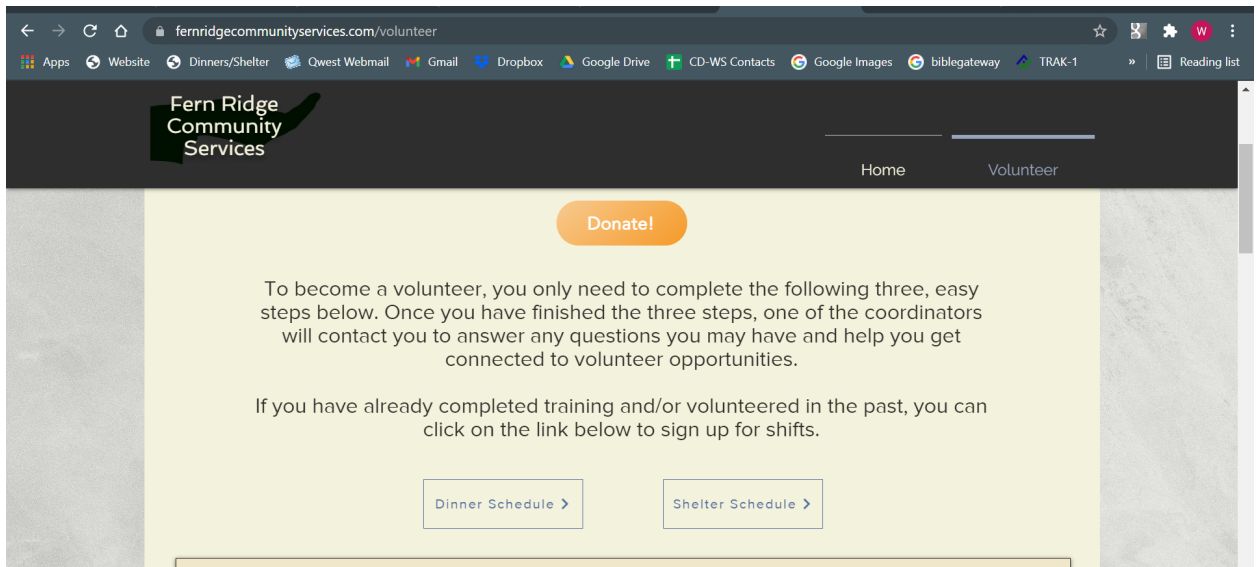 fernridgecommunityservices.com/volunteer
W
Apps Website Dinners/Shelter Qwest Webmail Gmail Dropbox Google Drive CD-WS Contacts Google Images biblegateway TRAK-1 » Reading list
Fern Ridge
Community
Services
Home Volunteer
Donate!
To become a volunteer, you only need to complete the following three, easy
steps below. Once you have finished the three steps, one of the coordinators
will contact you to answer any questions you may have and help you get
connected to volunteer opportunities.
If you have already completed training and/or volunteered in the past, you can
click on the link below to sign up for shifts.
Dinner Schedule > Shelter Schedule >